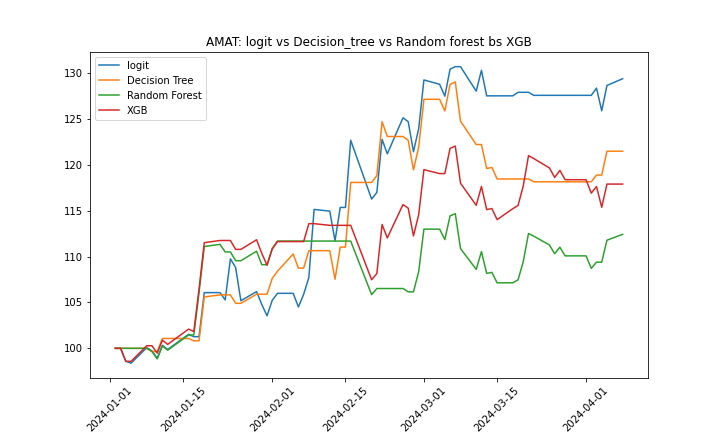 AMAT: logit vs Decision_tree vs Random forest bs XGB
logit
Decision Tree
Random Forest
XGB
130
125
120
115
110
105
100
2024-01-01
2024-01-15
2024-02-01
2024-02-15
2024-03-01
2024-03-15
2024-04-01